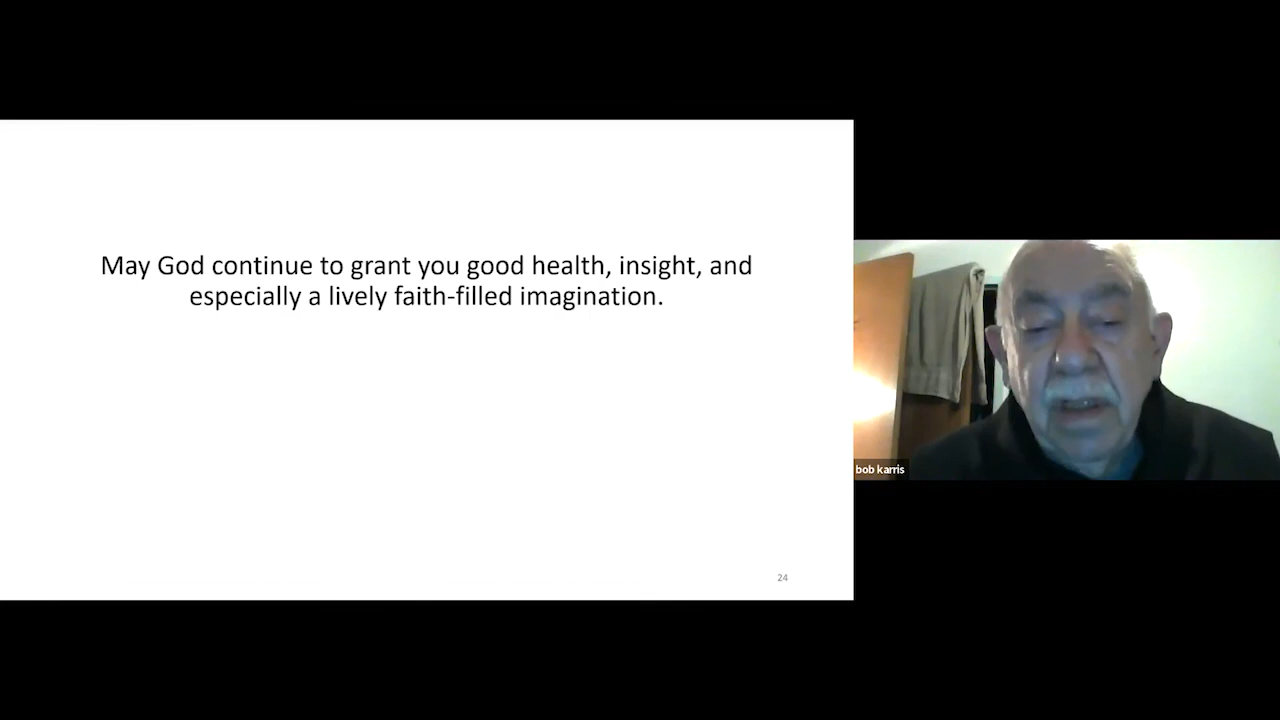 May God continue to grant you good health, insight, and
especially a lively faith-filled imagination.
24
bob karris